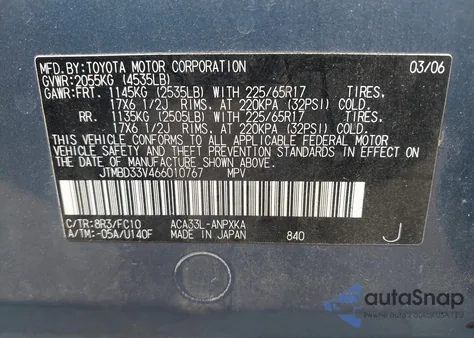 MFD.BY:TOYOTA MOTOR CORPORATION 03/06
GVWR:2055KG (4535LB)
GAWR:FRT. 1145KG (2535LB) WITH 225/65R17 TIRES,
17X6 1/2J RIMS, AT 220KPA (32PSI) COLD.
RR. 1135KG (2505LB) WITH 225/65R17 TIRES,
17X6 1/2J RIMS, AT 220KPA (32PSI) COLD.
THIS VEHICLE CONFORMS TO ALL APPLICABLE FEDERAL MOTOR
VEHICLE SAFETY AND THEFT PREVENTION STANDARDS IN
EFFECT ON THE DATE OF MANUFACTURE SHOWN ABOVE.
JTMBD33V466010767 MPV
C/TR:8R3/FC10 ACA33L-ANPXKA
A/TM:-05A/U140F MADE IN JAPAN 840 J
autoSnap